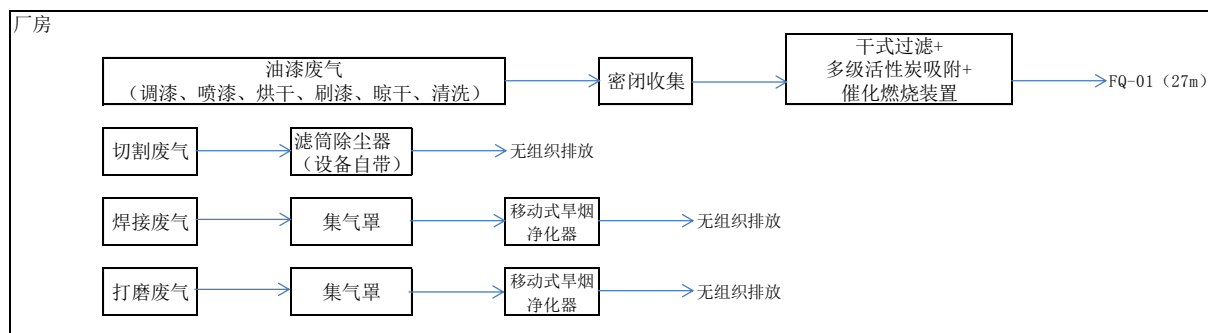 厂房
油漆废气
（调漆、喷漆、烘干、刷漆、晾干、清洗）
密闭收集
干式过滤+
多级活性炭吸附+
催化燃烧装置
FQ-01（27m）
切割废气
滤筒除尘器
（设备自带）
无组织排放
焊接废气
集气罩
移动式旱烟
净化器
无组织排放
打磨废气
集气罩
移动式旱烟
净化器
无组织排放